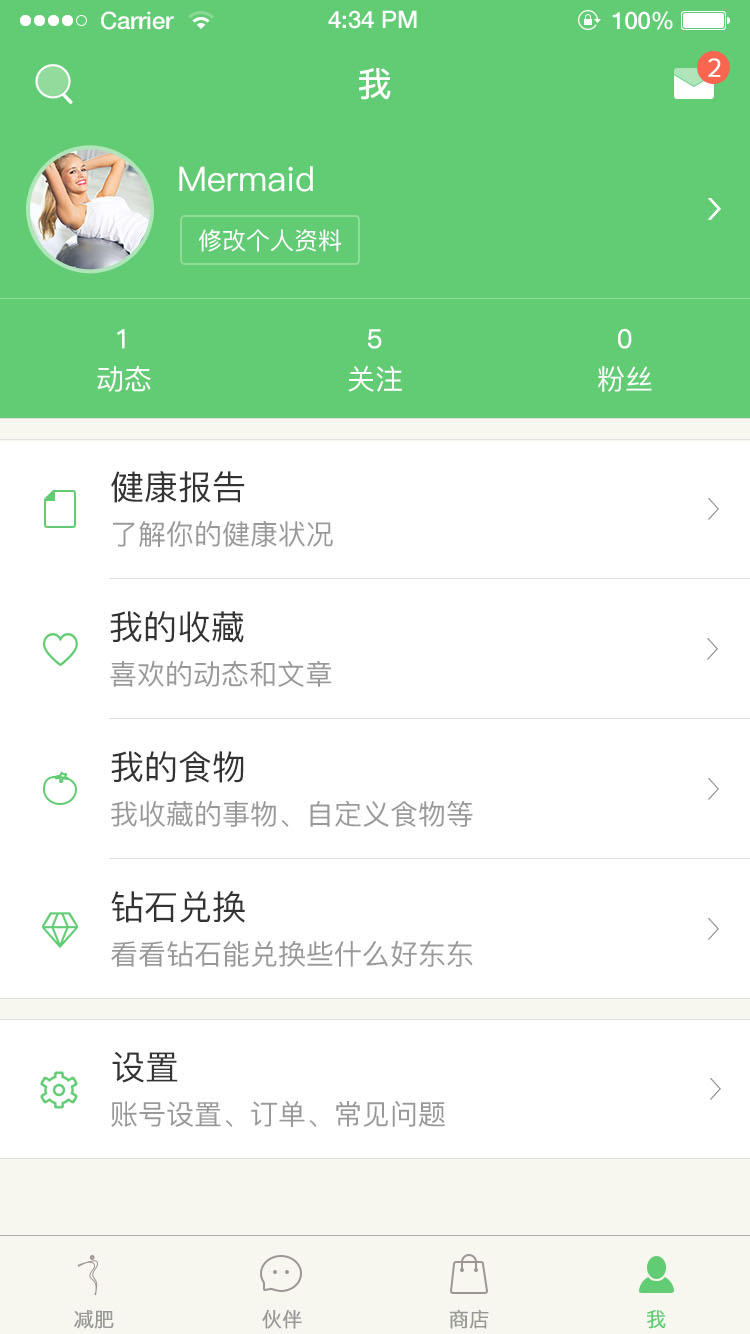 Carrier 4:34 PM 100%
我
2
Mermaid
修改个人资料
1 5 0
动态 关注 粉丝
健康报告
了解你的健康状况
我的收藏
喜欢的动态和文章
我的食物
我收藏的事物、自定义食物等
钻石兑换
看看钻石能兑换些什么好东东
设置
账号设置、订单、常见问题
减肥 伙伴 商店 我